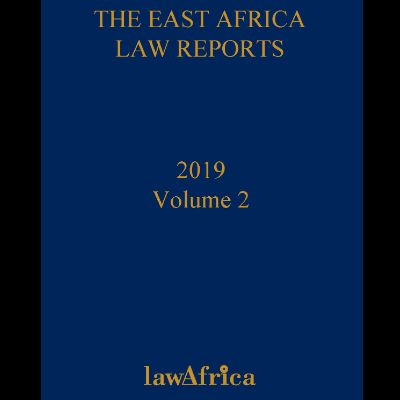 THE EAST AFRICA
LAW REPORTS
2019
Volume 2
lawAfrica